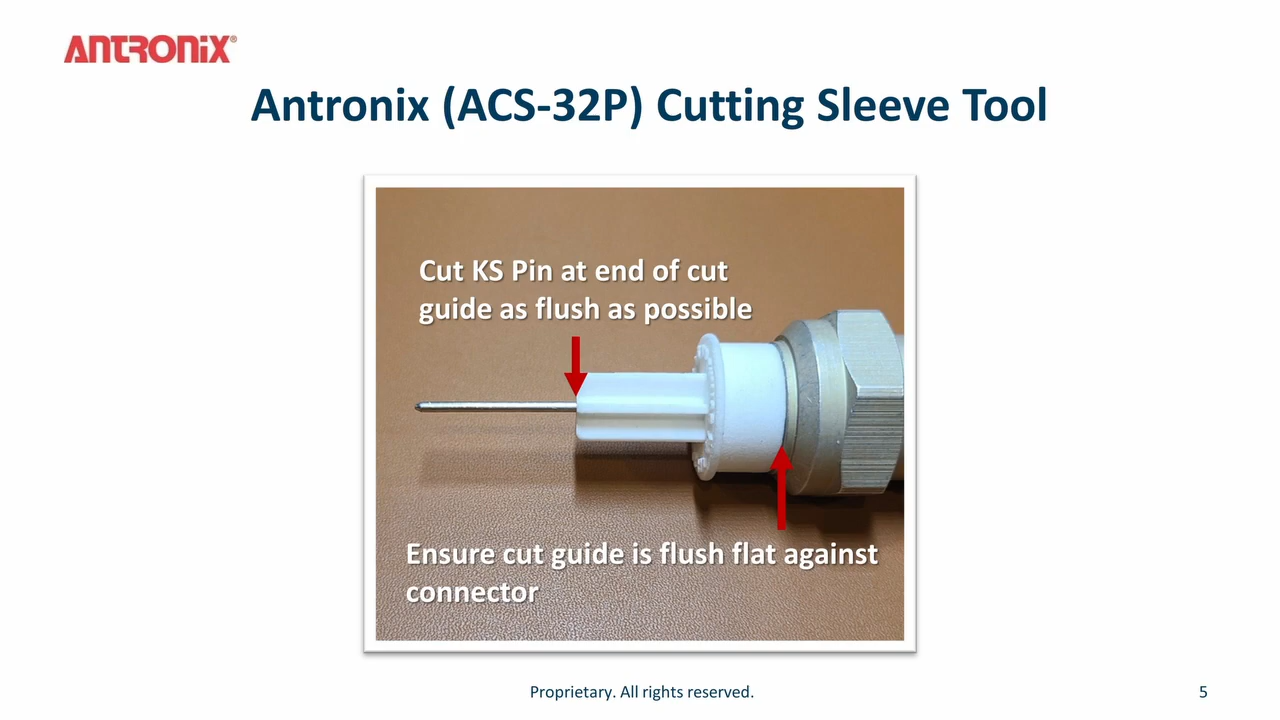 ANTRONIX®
Antronix (ACS-32P) Cutting Sleeve Tool
Cut KS Pin at end of cut
guide as flush as possible
Ensure cut guide is flush flat against
connector
Proprietary. All rights reserved.
5